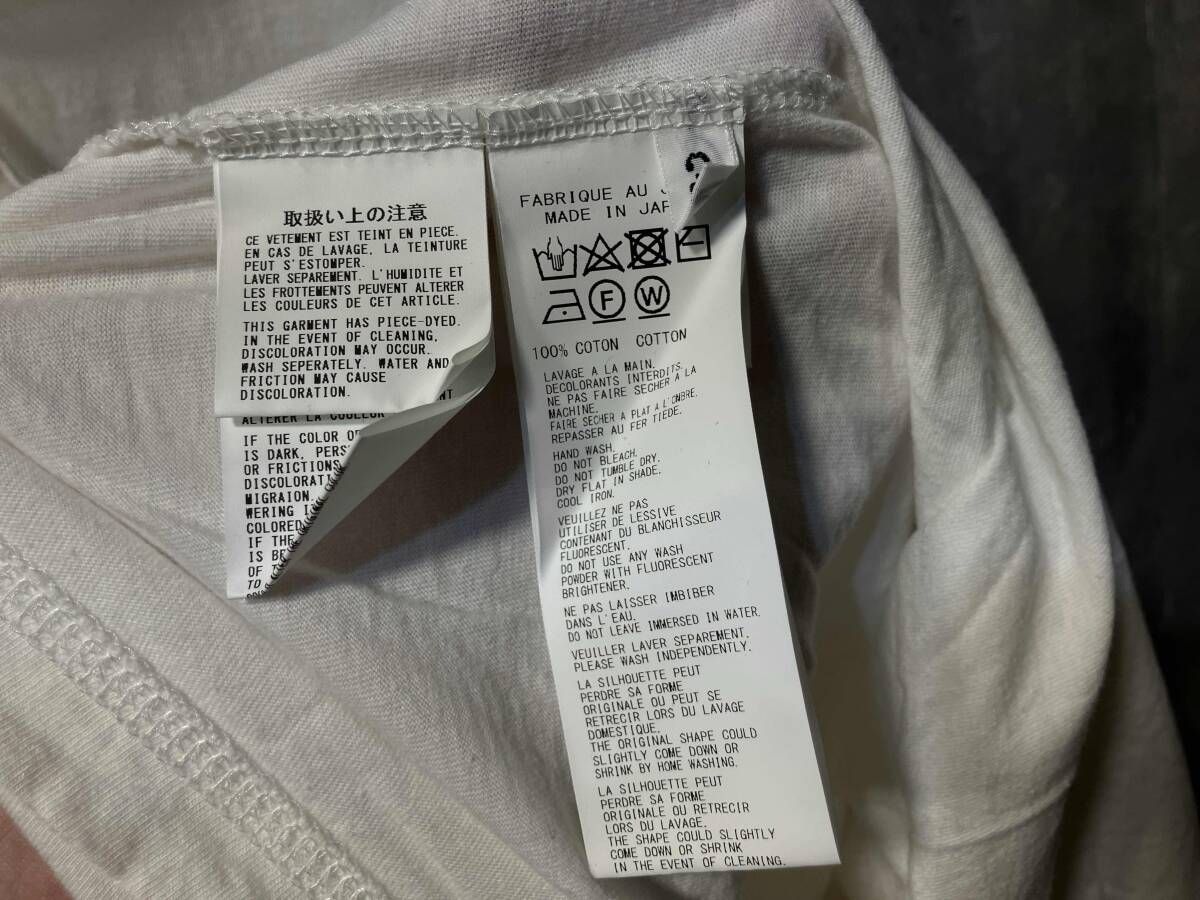 取扱い上の注意
CE VETEMENT EST TEINT EN PIECE.
EN CAS DE LAVAGE, LA TEINTURE
PEUT S'ESTOMPER.
LAVER SEPAREMENT. L'HUMIDITE ET
LES FROTTEMENTS PEUVENT ALTERER
LES COULEURS DE CET ARTICLE.
THIS GARMENT HAS PIECE-DYED.
IN THE EVENT OF CLEANING,
DISCOLORATION MAY OCCUR.
WASH SEPERATELY. WATER AND
FRICTION MAY CAUSE
DISCOLORATION.
ALTERER LA COULEUR
IF THE COLOR
IS DARK,
OR FRICTIONS
MIGRAION.
IF THE
OF
TO
FABRIQUE AU
MADE IN
F W
100% COTON COTTON
LAVAGE A LA MAIN.
DECOLORANTS INTERDITS.
NE PAS FAIRE SECHER A LA
MACHINE.
FAIRE SECHER A PLAT A L'OMBRE.
REPASSER AU FER TIEDE.
HAND WASH.
DO NOT BLEACH.
DO NOT TUMBLE DRY.
DRY FLAT IN SHADE.
COOL IRON.
VEUILLEZ NE PAS
UTILISER DE LESSIVE
CONTENANT DU BLANCHISSEUR
FLUORESCENT.
DO NOT USE ANY WASH
POWDER WITH FLUORESCENT
BRIGHTENER.
NE PAS LAISSER IMBIBER
DANS L'EAU.
DO NOT LEAVE IMMERSED IN WATER.
VEUILLER LAVER SEPAREMENT.
PLEASE WASH INDEPENDENTLY.
LA SILHOUETTE PEUT
PERDRE SA FORME
ORIGINALE OU PEUT SE
RETRECIR LORS DU LAVAGE
DOMESTIQUE.
THE ORIGINAL SHAPE COULD
SLIGHTLY COME DOWN OR
SHRINK BY HOME WASHING.
LA SILHOUETTE PEUT
PERDRE SA FORME
ORIGINALE OU RETRECIR
LORS DU LAVAGE.
THE SHAPE COULD SLIGHTLY
COME DOWN OR SHRINK
IN THE EVENT OF CLEANING.